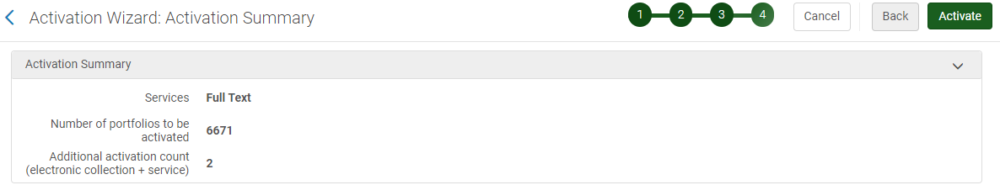 Activation Wizard: Activation Summary
1 2 3 4
Cancel
Back
Activate
Activation Summary
Services Full Text
Number of portfolios to be
activated 6671
Additional activation count
(electronic collection + service) 2